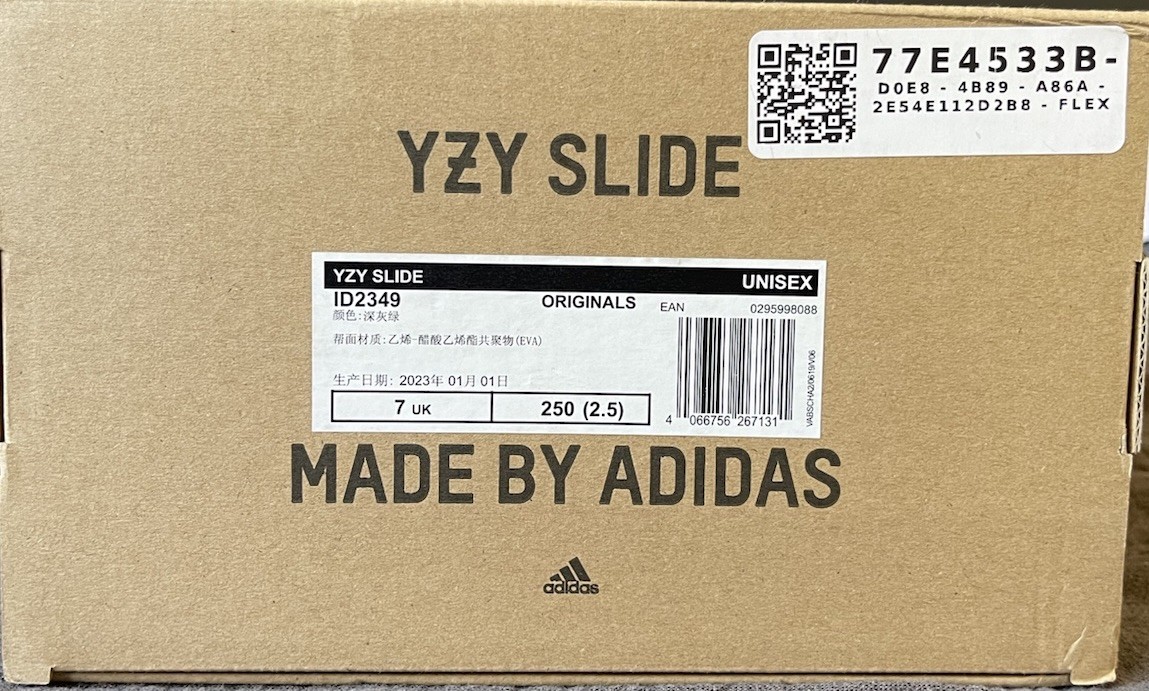 77E4533B-
D0E8 - 4B89 - A86A -
2E54E112D2B8 - FLEX
YZY SLIDE
YZY SLIDE UNISEX
ID2349 ORIGINALS EAN 0295998088
颜色:深灰绿
帮面材质:乙烯-醋酸乙烯酯共聚物(EVA)
生产日期: 2023年 01月 01日
7 UK 250 (2.5)
4 066756 267131
VABSCHA2/0619/V06
MADE BY ADIDAS
adidas